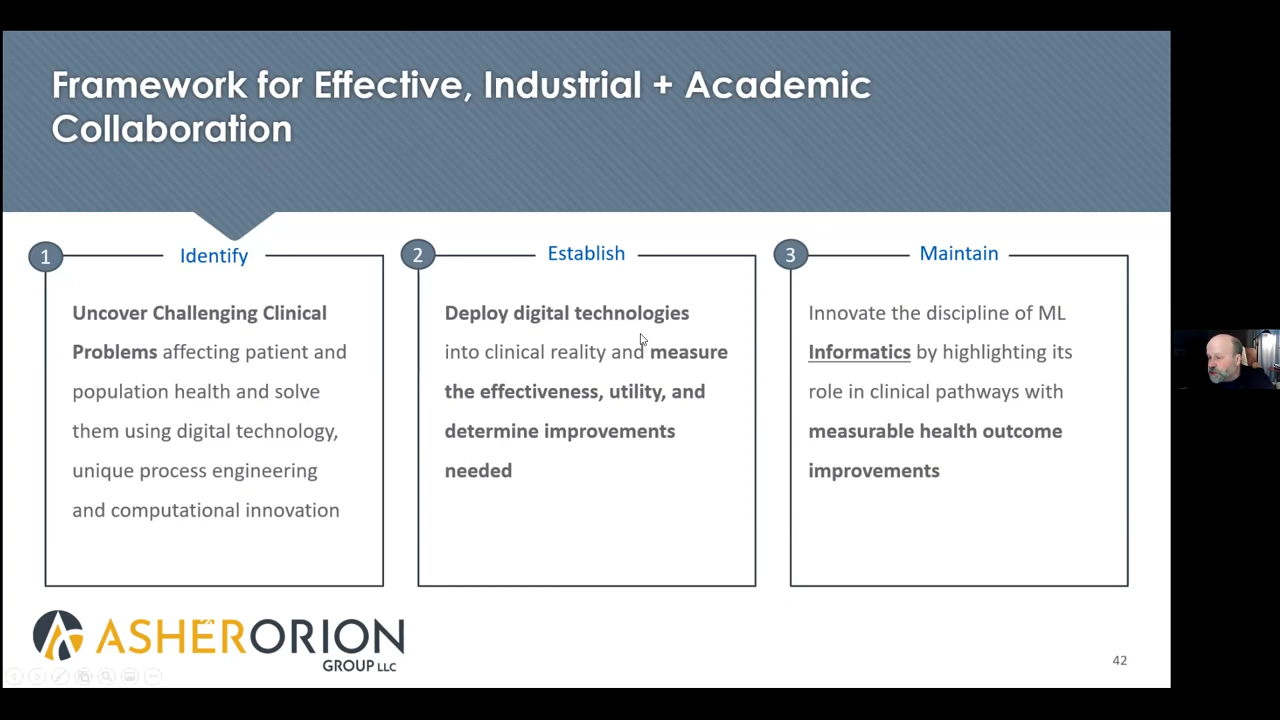 Framework for Effective, Industrial + Academic
Collaboration
1
Identify
Uncover Challenging Clinical
Problems affecting patient and
population health and solve
them using digital technology,
unique process engineering
and computational innovation
2
Establish
Deploy digital technologies
into clinical reality and measure
the effectiveness, utility, and
determine improvements
needed
3
Maintain
Innovate the discipline of ML
Informatics by highlighting its
role in clinical pathways with
measurable health outcome
improvements
ASHERORION
GROUP LLC
42